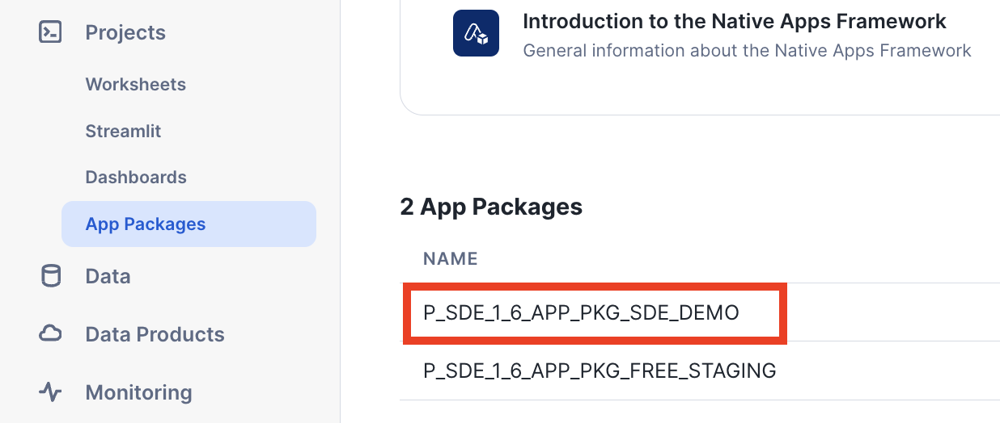 Projects
Worksheets
Streamlit
Dashboards
App Packages
Data
Data Products
Monitoring
Introduction to the Native Apps Framework
General information about the Native Apps Framework
2 App Packages
NAME
P_SDE_1_6_APP_PKG_SDE_DEMO
P_SDE_1_6_APP_PKG_FREE_STAGING